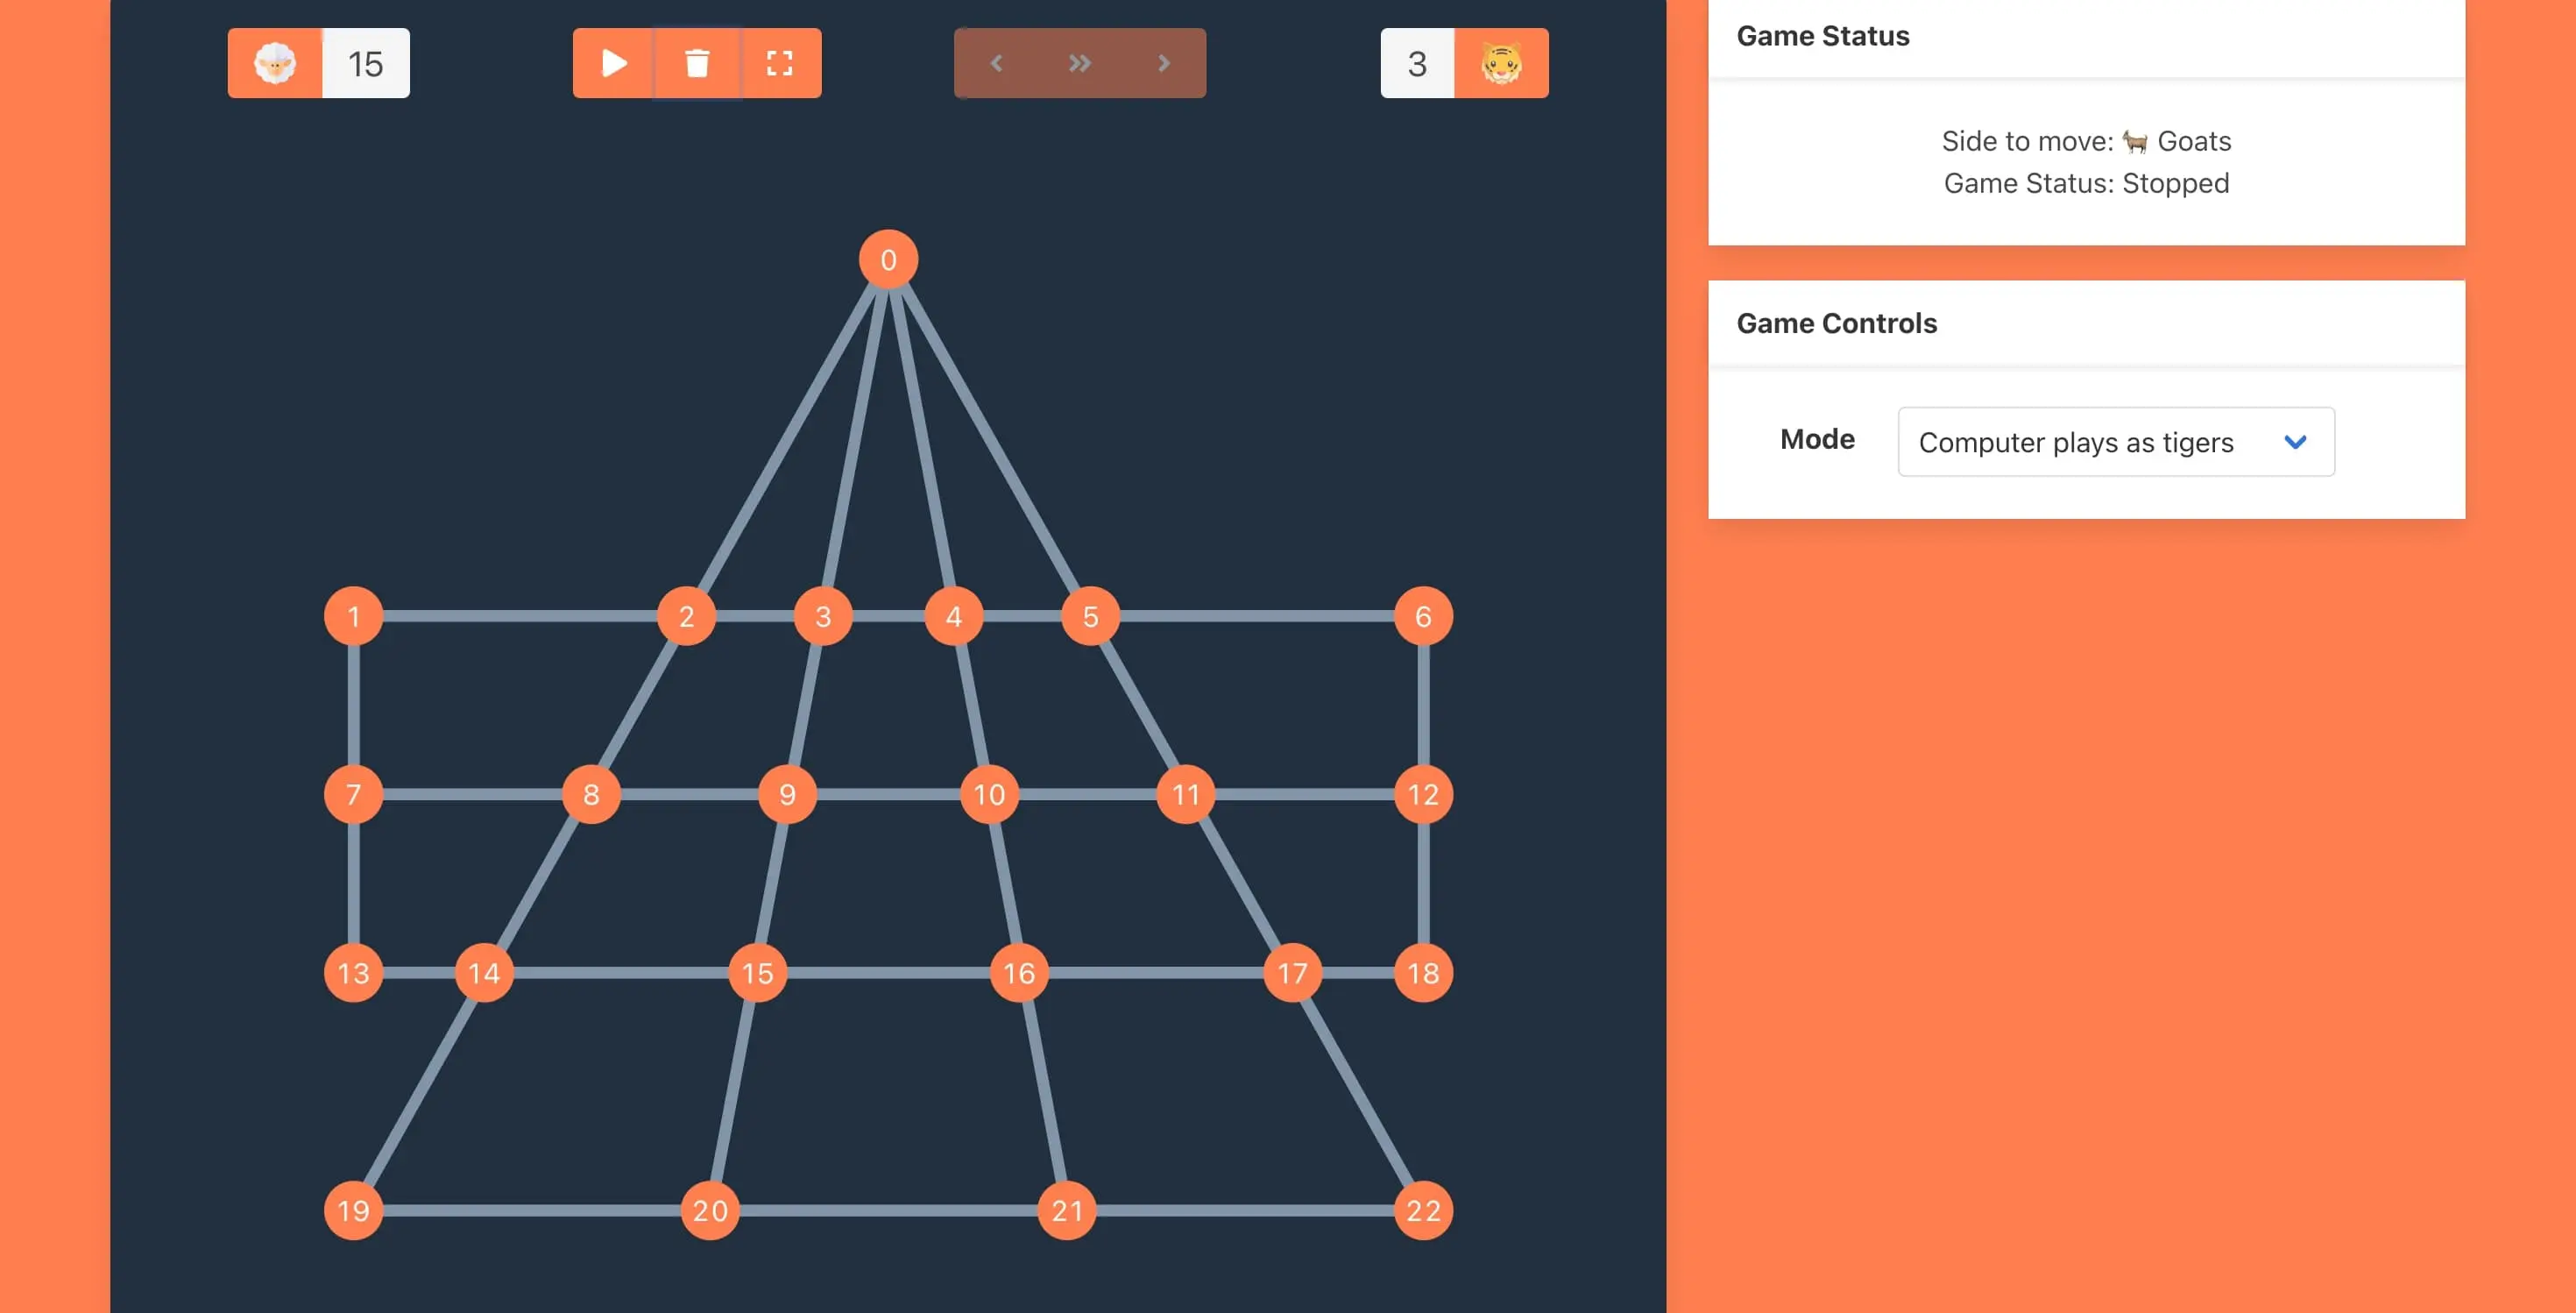 15
3
Game Status
Side to move: Goats
Game Status: Stopped
Game Controls
Mode
Computer plays as tigers
0
1 2 3 4 5 6
7 8 9 10 11 12
13 14 15 16 17 18
19 20 21 22